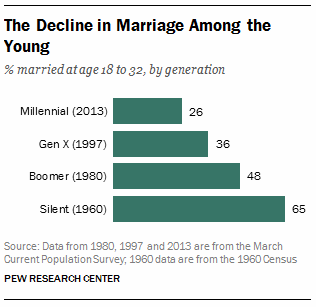 The Decline in Marriage Among the
Young
% married at age 18 to 32, by generation
Millennial (2013) 26
Gen X (1997) 36
Boomer (1980) 48
Silent (1960) 65
Source: Data from 1980, 1997 and 2013 are from the March
Current Population Survey; 1960 data are from the 1960 Census
PEW RESEARCH CENTER